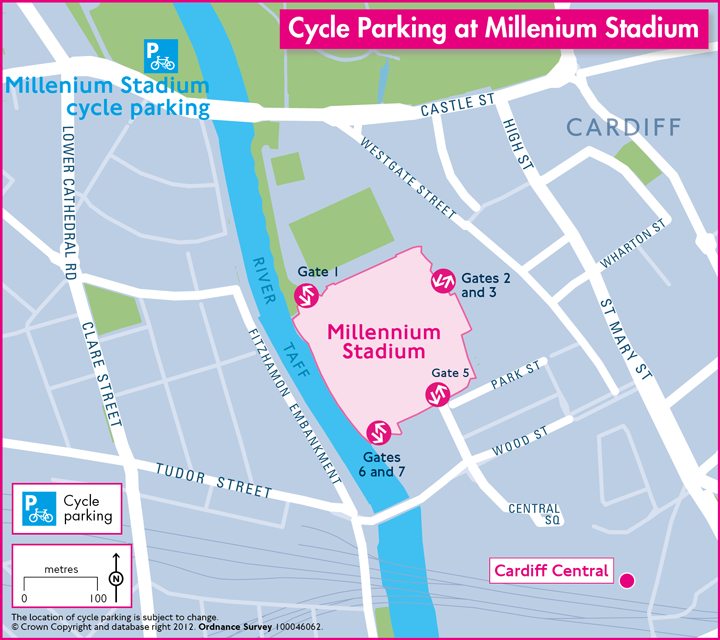 Cycle Parking at Millenium Stadium
P
Millenium Stadium
cycle parking
CASTLE ST
HIGH ST
CARDIFF
WESTGATE STREET
LOWER CATHEDRAL RD
WHARTON ST
RIVER TAFF
Gate 1
Gates 2
and 3
ST MARY ST
Millennium
Stadium
CLARE STREET
FITZHAMON EMBANKMENT
Gate 5
PARK ST
WOOD ST
Gates
6 and 7
TUDOR STREET
CENTRAL
SQ
P
Cycle
parking
Cardiff Central
metres
0 100
N
The location of cycle parking is subject to change.
© Crown Copyright and database right 2012. Ordnance Survey 100046062.